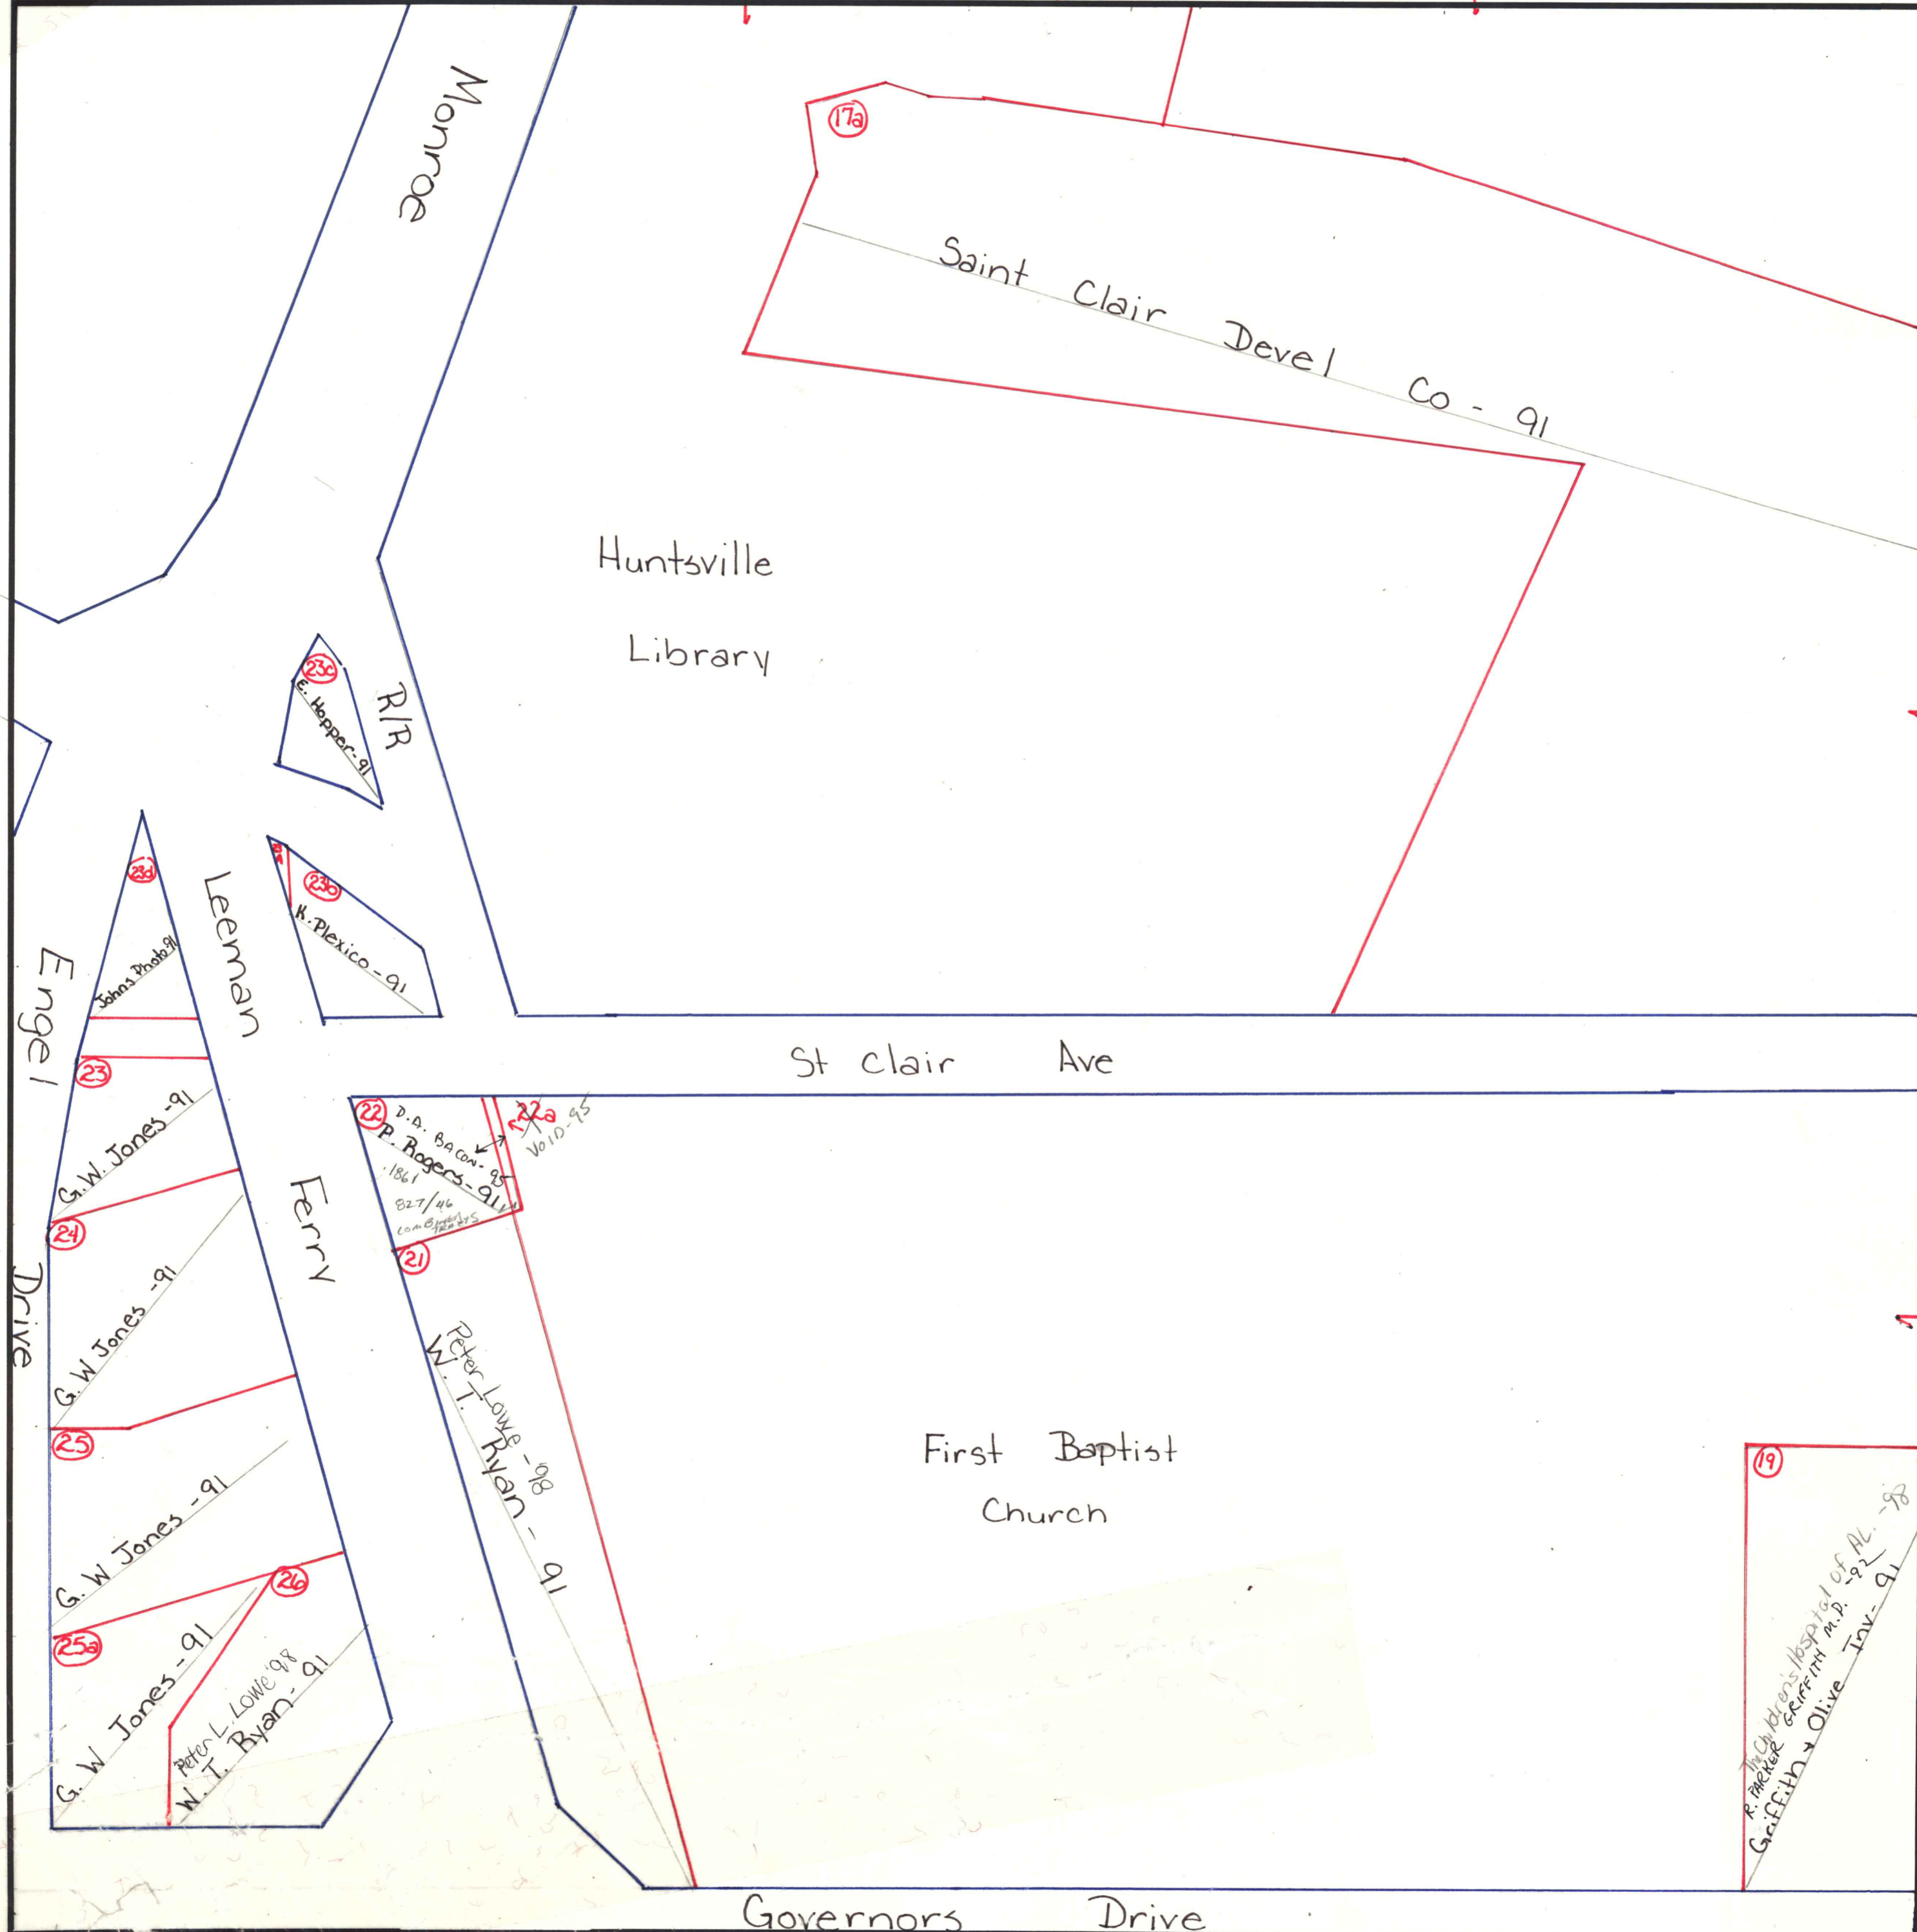 Monroe
17a
Saint Clair Devel Co - 91
Huntsville
Library
23c
E. Hopper-91
R/R
23d
Johns Photo-91
Leeman
Ferry
23b
K. Plexico-91
Engel
Drive
St Clair Ave
23
G.W. Jones -91
24
G.W Jones -91
25
G. W Jones -91
25a
G. W Jones-91
26
Peter L. Lowe '98
W. T. Ryan-91
22
D.A. BACON-95
P. Rogers-91
.1861
827/46
COMBINED
TRACTS
22a
VOID-95
21
Peter Lowe -'98
W. T. Ryan - 91
First Baptist
Church
19
The Children's Hospital of AL. -98
R. PARKER GRIFFITH M.D. -92
Griffith & Olive Inv- 91
Governors Drive